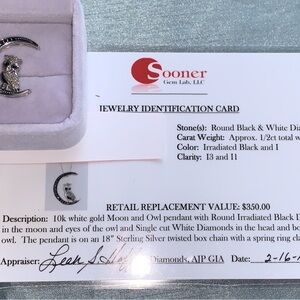 Sooner
Gem Lab, LLC
JEWELRY IDENTIFICATION CARD
Stone(s): Round Black & White Dia
Carat Weight: Approx. 1/2ct total w
Color: Irradiated Black and I
Clarity: I3 and I1
RETAIL REPLACEMENT VALUE: $350.00
Description: 10k white gold Moon and Owl pendant with Round Irradiated Black D
in the moon and eyes of the owl and Single cut White Diamonds in the head and bo
owl. The pendant is on an 18" Sterling Silver twisted box chain with a spring ring cla
Appraiser: Diamonds, AJP GIA Date: 2-16-